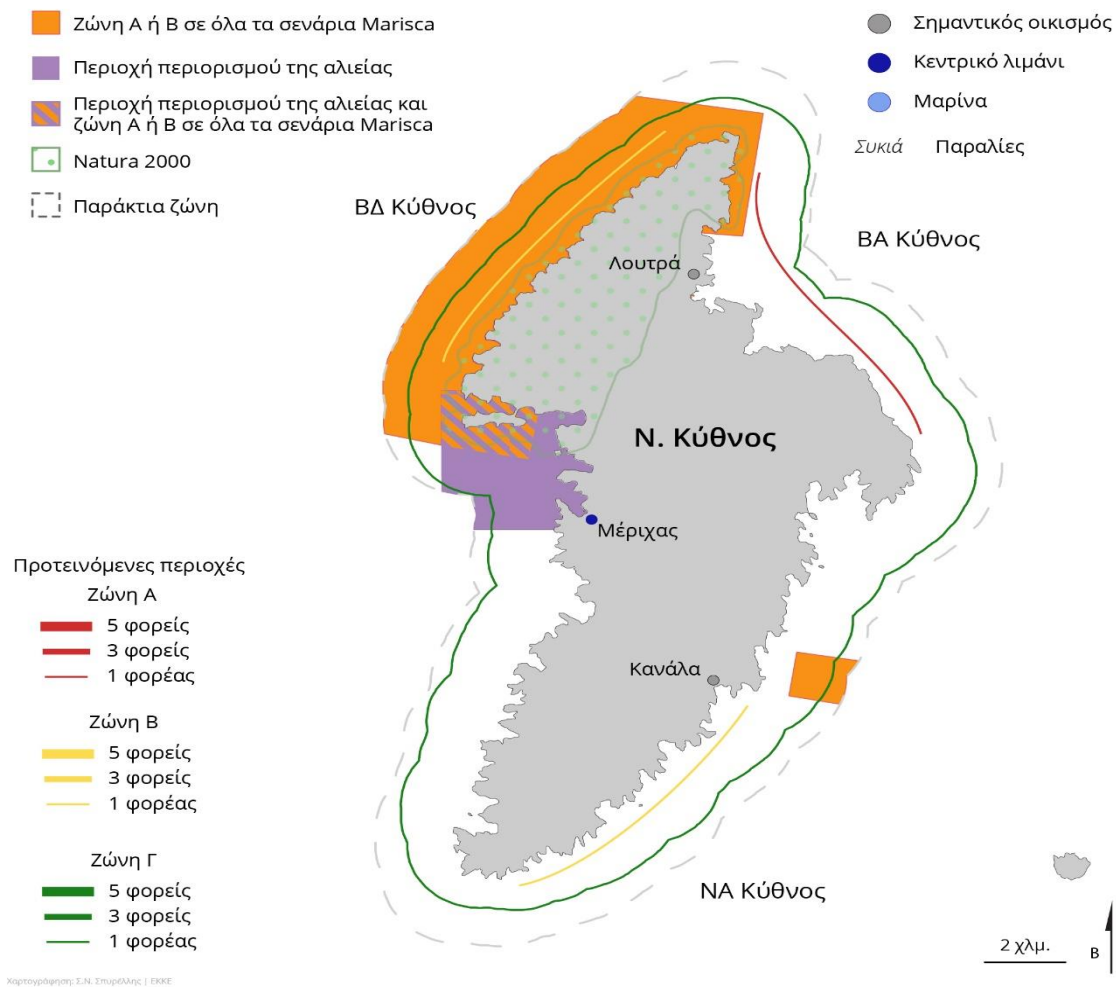 Ζώνη Α ή Β σε όλα τα σενάρια Marisca
Περιοχή περιορισμού της αλιείας
Περιοχή περιορισμού της αλιείας και
ζώνη Α ή Β σε όλα τα σενάρια Marisca
Natura 2000
Παράκτια ζώνη
Σημαντικός οικισμός
Κεντρικό λιμάνι
Μαρίνα
Συκιά Παραλίες
ΒΔ Κύθνος
ΒΑ Κύθνος
Λουτρά
Ν. Κύθνος
Μέριχας
Κανάλα
ΝΑ Κύθνος
Προτεινόμενες περιοχές
Ζώνη Α
5 φορείς
3 φορείς
1 φορέας
Ζώνη Β
5 φορείς
3 φορείς
1 φορέας
Ζώνη Γ
5 φορείς
3 φορείς
1 φορέας
2 χλμ.
Β
Χαρτογράφηση: Σ.Ν. Σπυρέλλης | ΕΚΚΕ